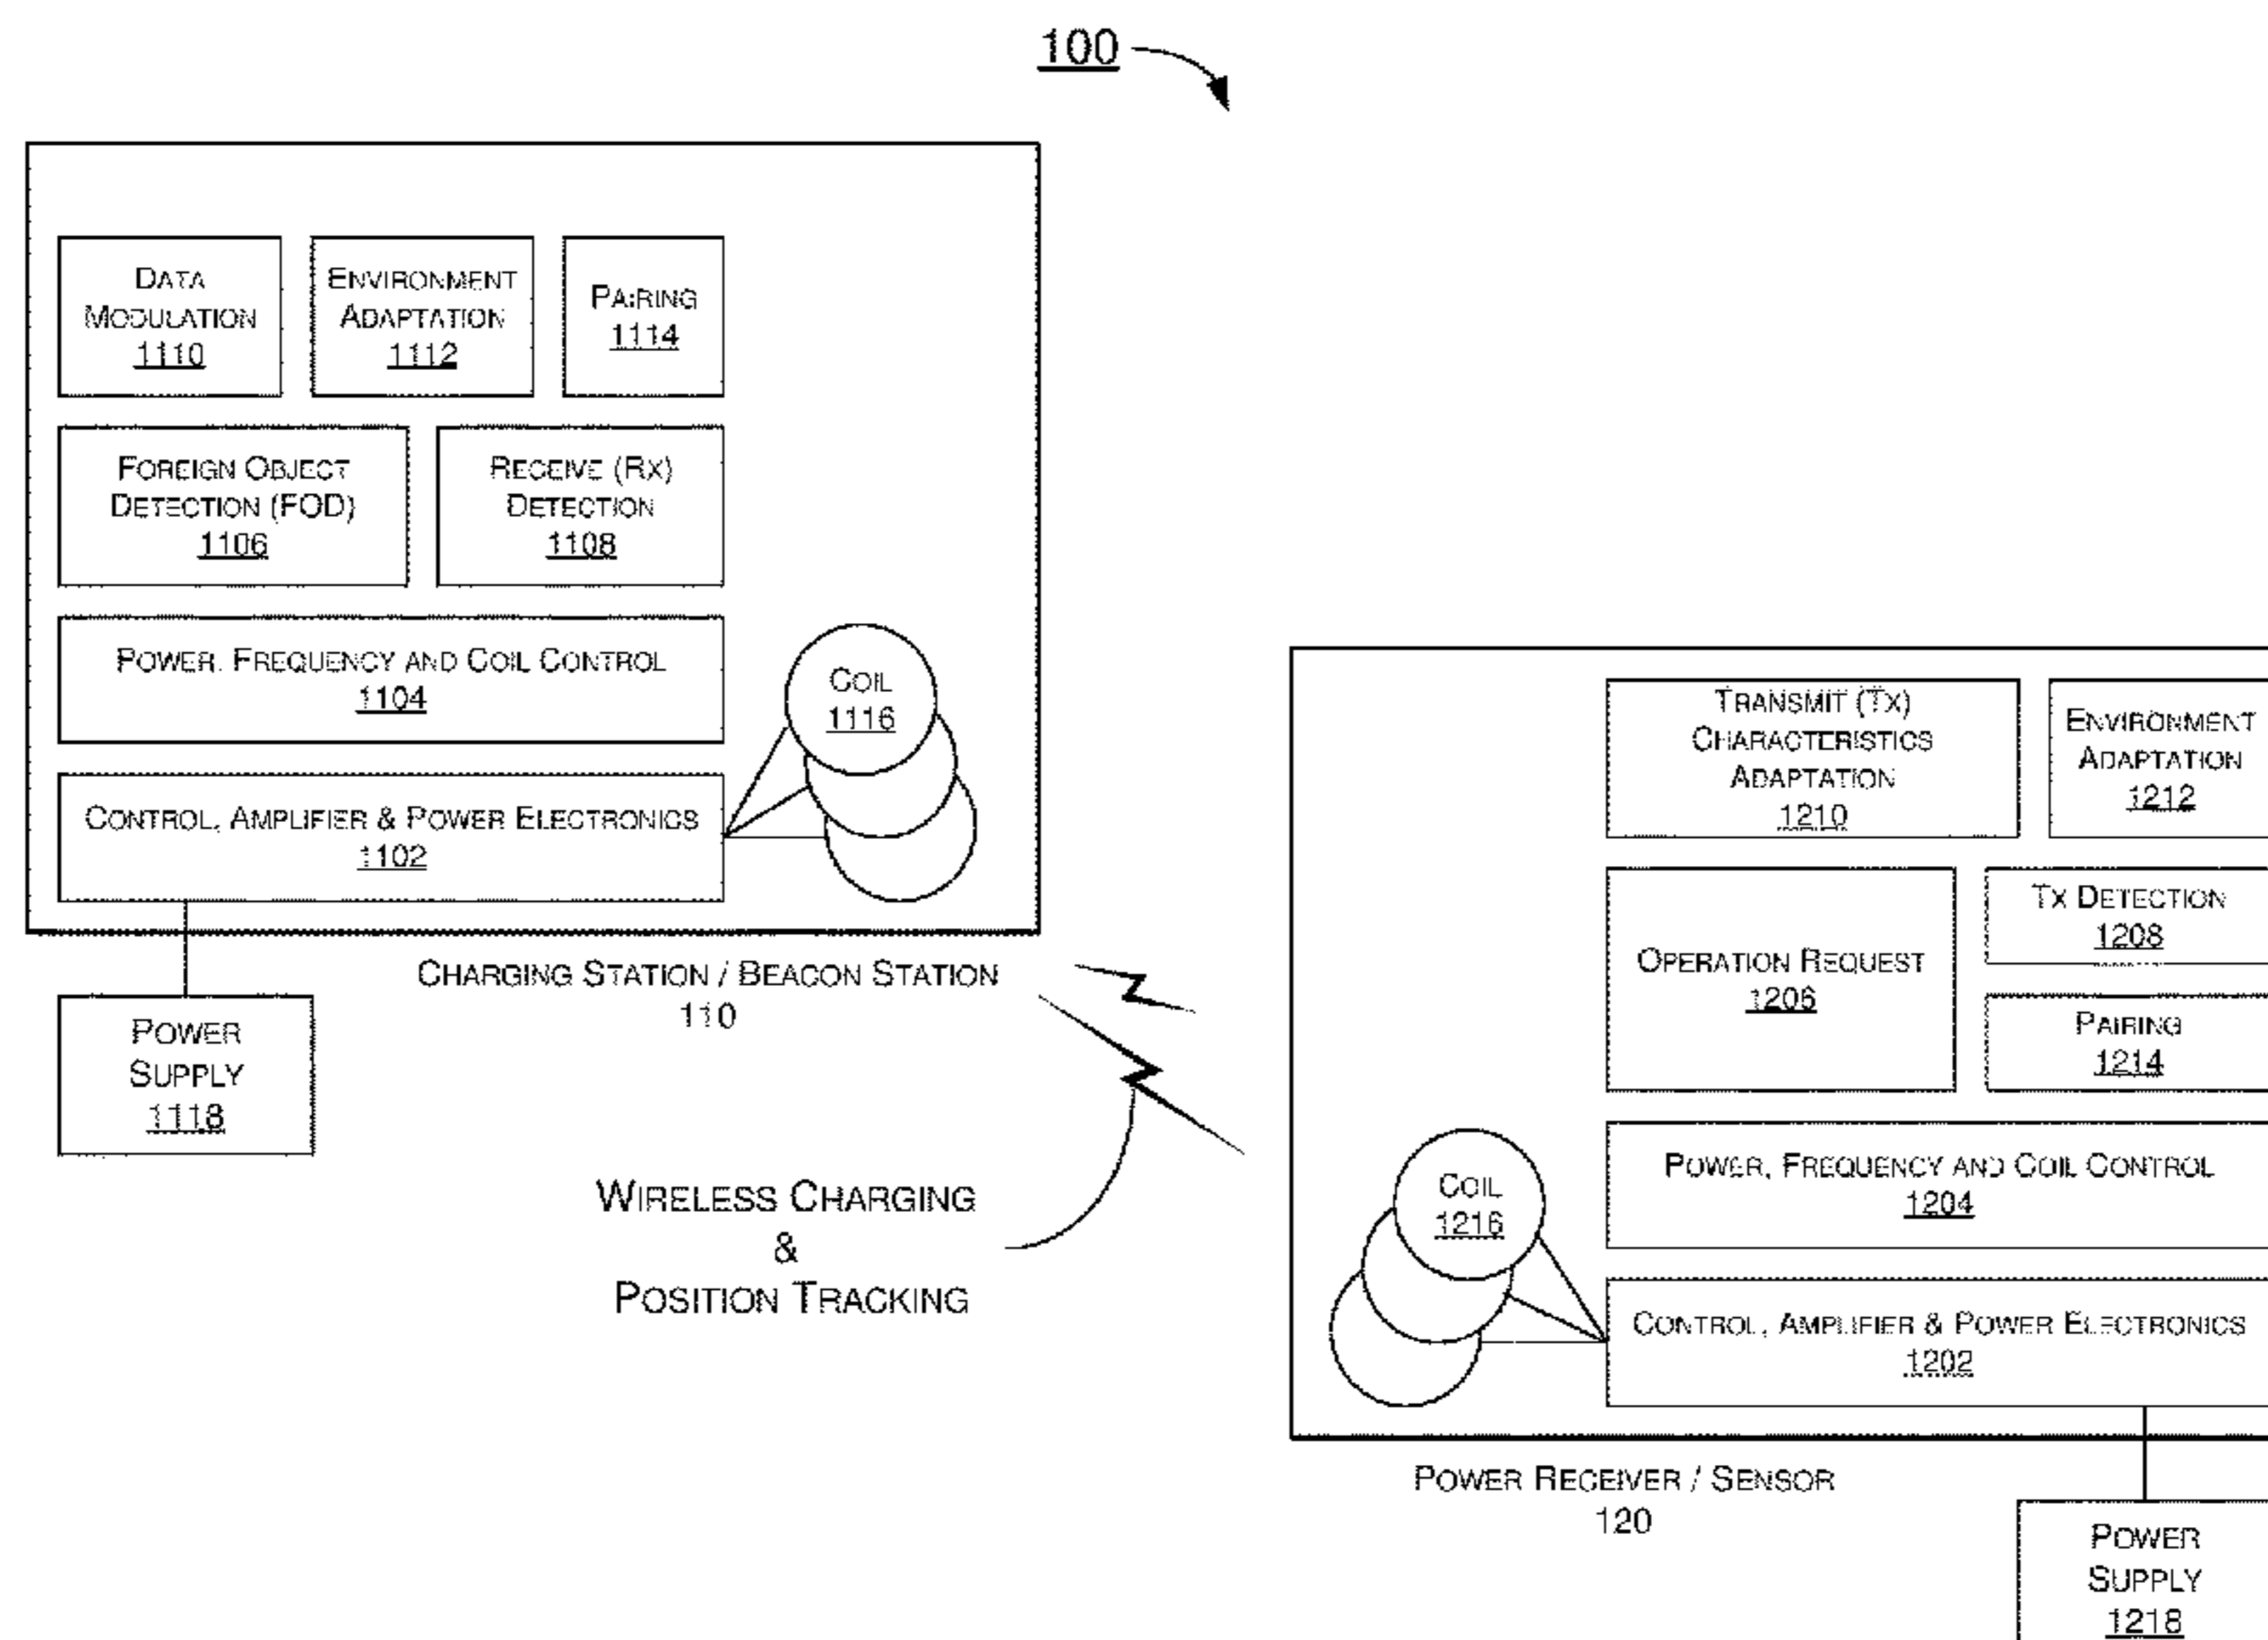 100
DATA
MODULATION
1110
ENVIRONMENT
ADAPTATION
1112
PAIRING
1114
FOREIGN OBJECT
DETECTION (FOD)
1106
RECEIVE (RX)
DETECTION
1108
POWER, FREQUENCY AND COIL CONTROL
1104
COIL
1116
CONTROL, AMPLIFIER & POWER ELECTRONICS
1102
CHARGING STATION / BEACON STATION
110
POWER
SUPPLY
1118
WIRELESS CHARGING
&
POSITION TRACKING
TRANSMIT (TX)
CHARACTERISTICS
ADAPTATION
1210
ENVIRONMENT
ADAPTATION
1212
OPERATION REQUEST
1206
TX DETECTION
1208
PAIRING
1214
POWER, FREQUENCY AND COIL CONTROL
1204
COIL
1216
CONTROL, AMPLIFIER & POWER ELECTRONICS
1202
POWER RECEIVER / SENSOR
120
POWER
SUPPLY
1218